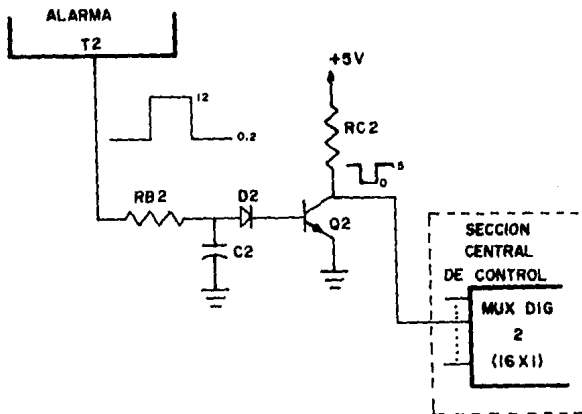 ALARMA
T2
+5V
12
RC2
0.2
5
0
RB2
D2
Q2
C2
SECCION
CENTRAL
DE CONTROL
MUX DIG
2
(16X1)